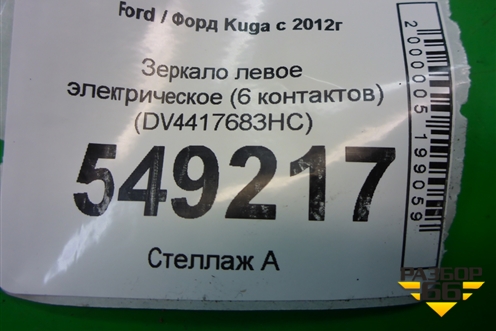 Ford / Форд Kuga с 2012г
Зеркало левое
электрическое (6 контактов)
(DV4417683HC)
549217
Стеллаж А
2000005199059
РАЗБОР
66